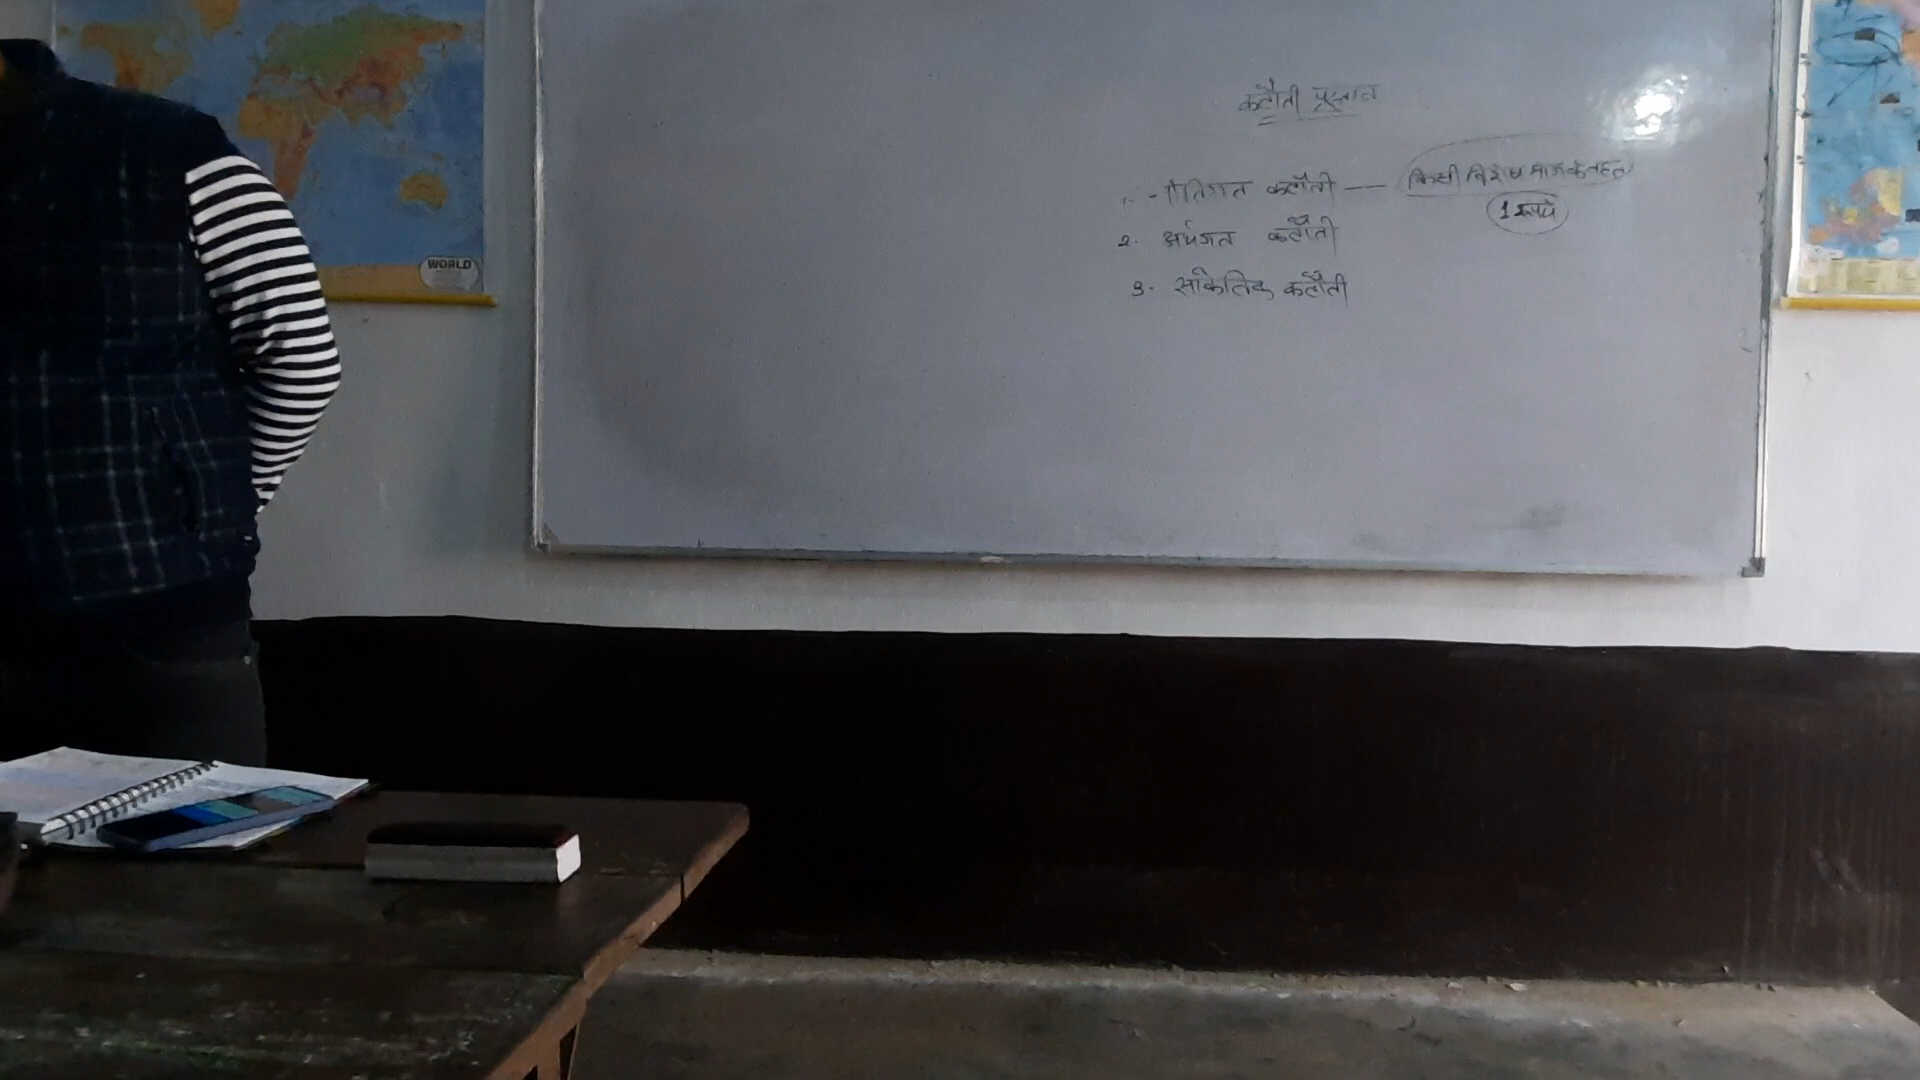 कटौती प्रस्ताव
1. नीतिगत कटौती — किसी विशेष मांग के तहत
1 रूपये
2. अर्थगत कटौती
3. सांकेतिक कटौती
WORLD